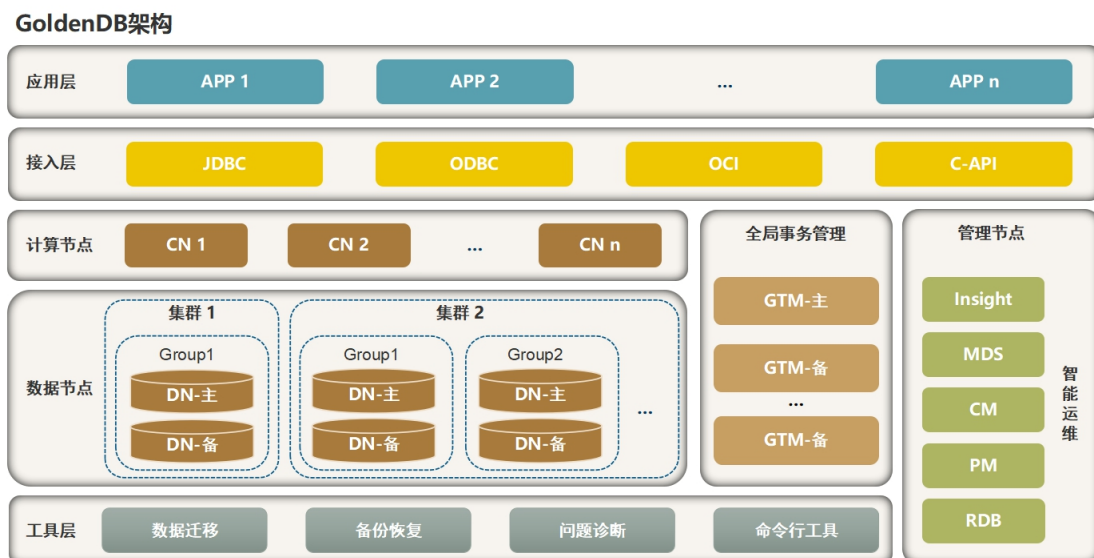 GoldenDB架构
应用层 APP 1 APP 2 ... APP n
接入层 JDBC ODBC OCI C-API
计算节点 CN 1 CN 2 ... CN n
数据节点
集群 1
Group1
DN-主
DN-备
集群 2
Group1
DN-主
DN-备
Group2
DN-主
DN-备
...
全局事务管理
GTM-主
GTM-备
...
GTM-备
管理节点
Insight
MDS
CM
PM
RDB
智能运维
工具层 数据迁移 备份恢复 问题诊断 命令行工具